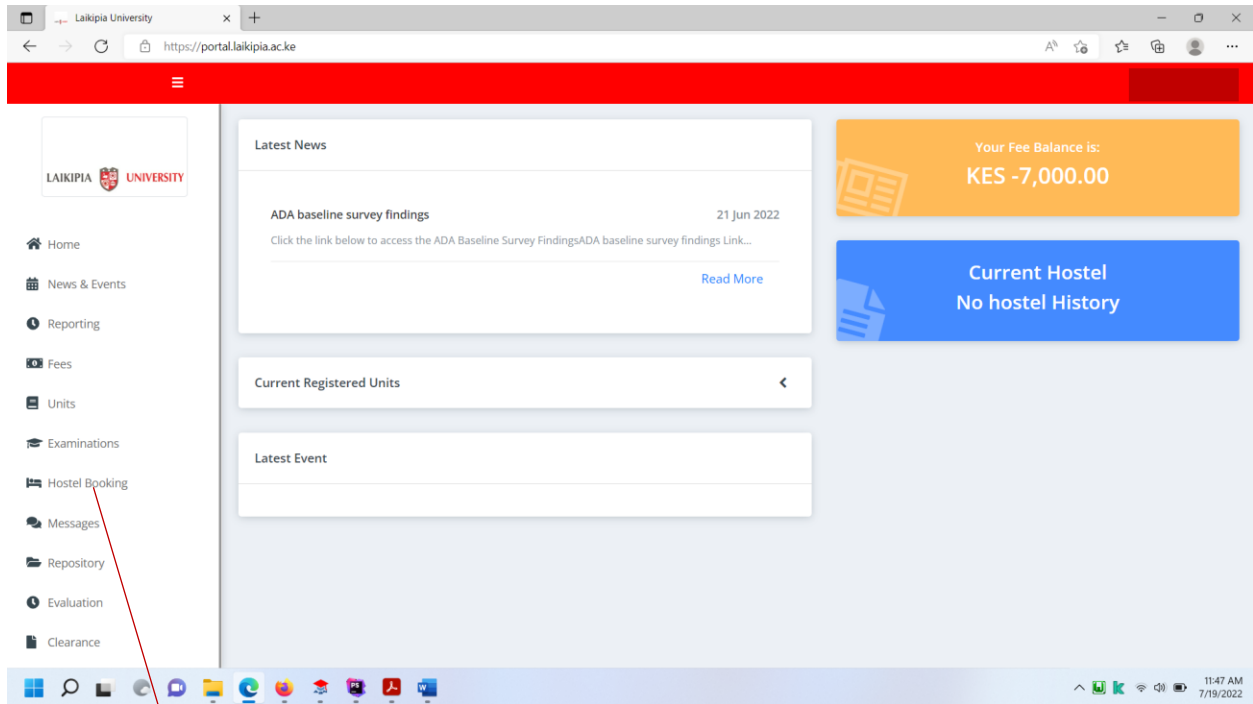 Laikipia University
https://portal.laikipia.ac.ke
LAIKIPIA UNIVERSITY
Home
News & Events
Reporting
Fees
Units
Examinations
Hostel Booking
Messages
Repository
Evaluation
Clearance
Latest News
ADA baseline survey findings 21 Jun 2022
Click the link below to access the ADA Baseline Survey FindingsADA baseline survey findings Link...
Read More
Current Registered Units
Latest Event
Your Fee Balance is:
KES -7,000.00
Current Hostel
No hostel History
11:47 AM
7/19/2022